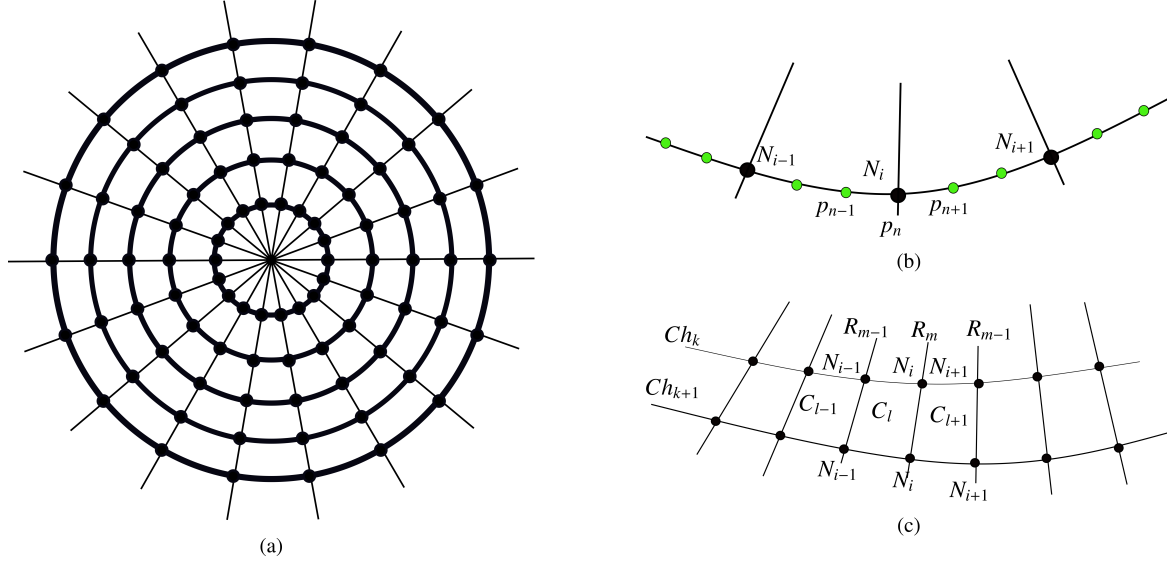 N_{i−1}
N_i
N_{i+1}
p_{n−1}
p_n
p_{n+1}
(b)
Ch_k
R_{m−1}
R_m
R_{m−1}
N_{i−1}
N_i
N_{i+1}
Ch_{k+1}
C_{l−1}
C_l
C_{l+1}
N_{i−1}
N_i
N_{i+1}
(c)
(a)